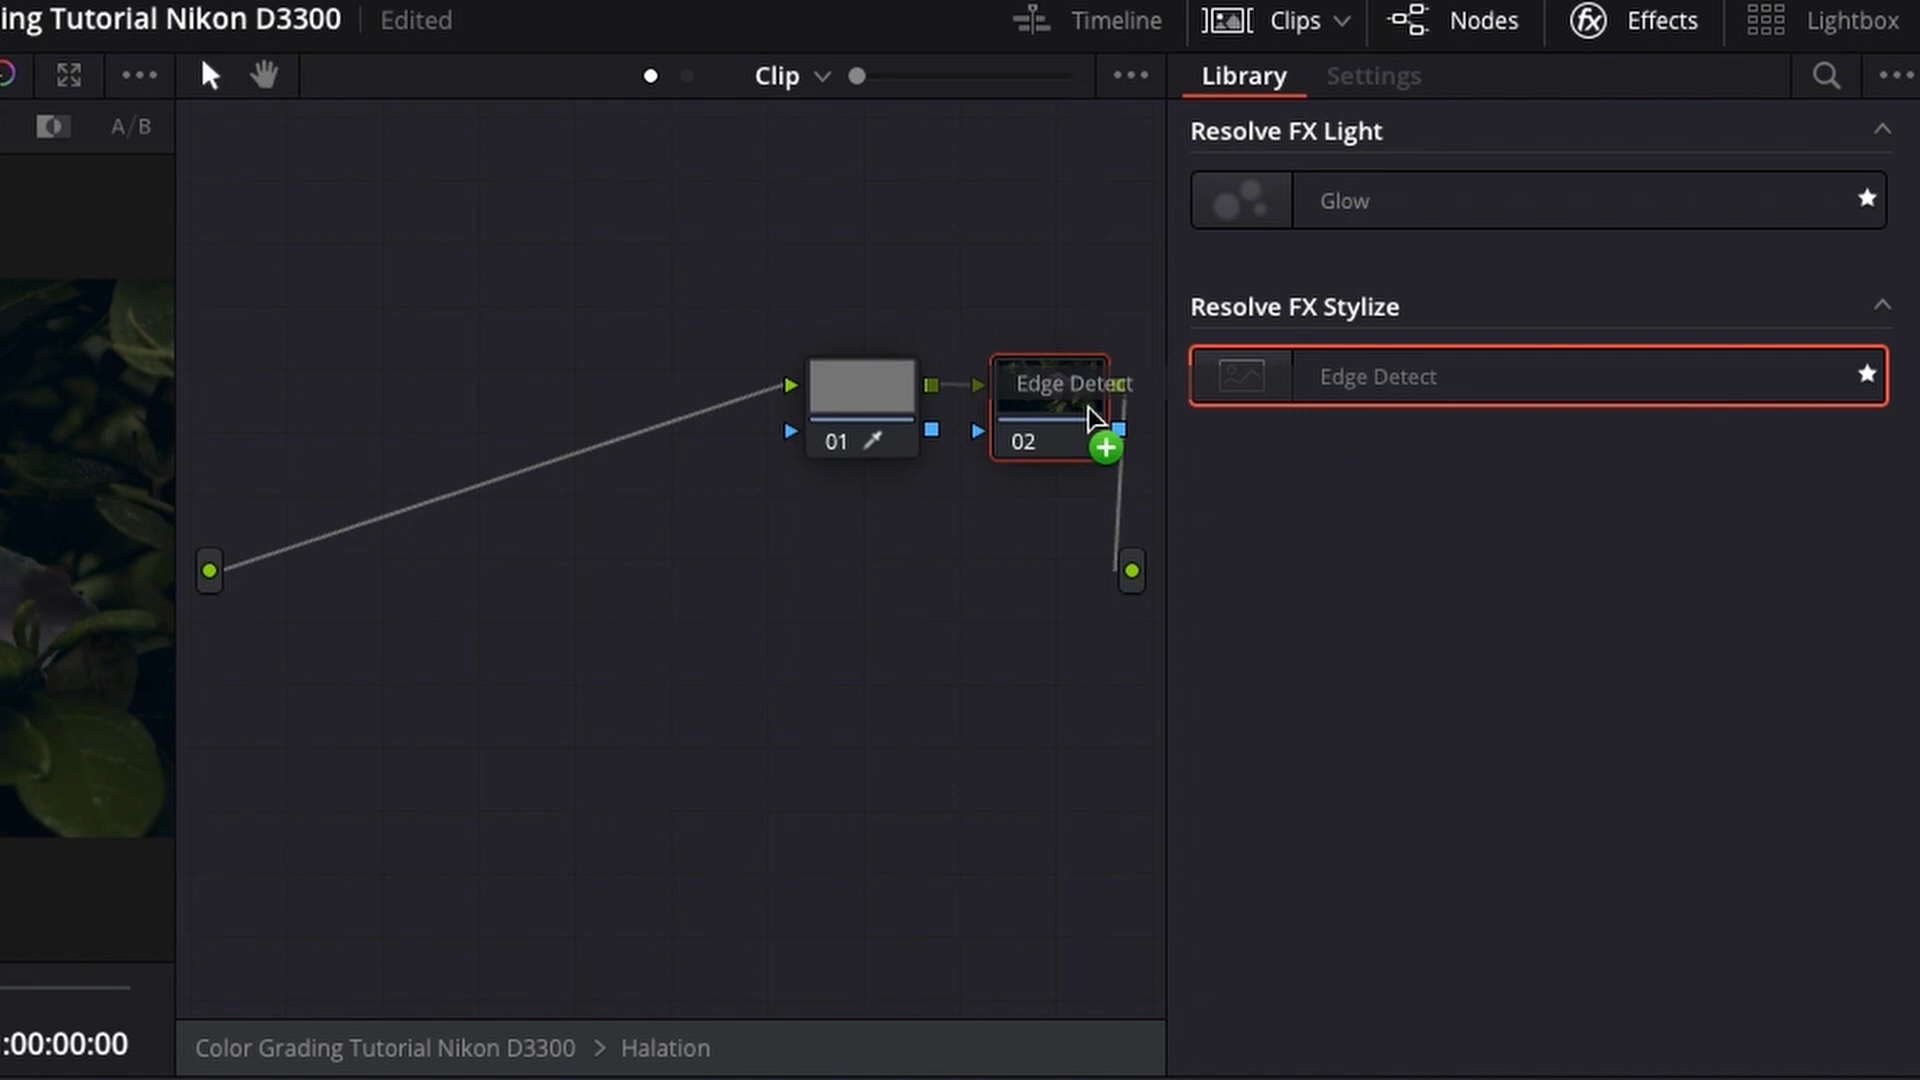 ing Tutorial Nikon D3300
Edited
Timeline
Clips
Nodes
Effects
Lightbox
Clip
Library
Settings
A/B
Resolve FX Light
Glow
Resolve FX Stylize
Edge Detect
Edge Detect
01
02
:00:00:00
Color Grading Tutorial Nikon D3300 > Halation